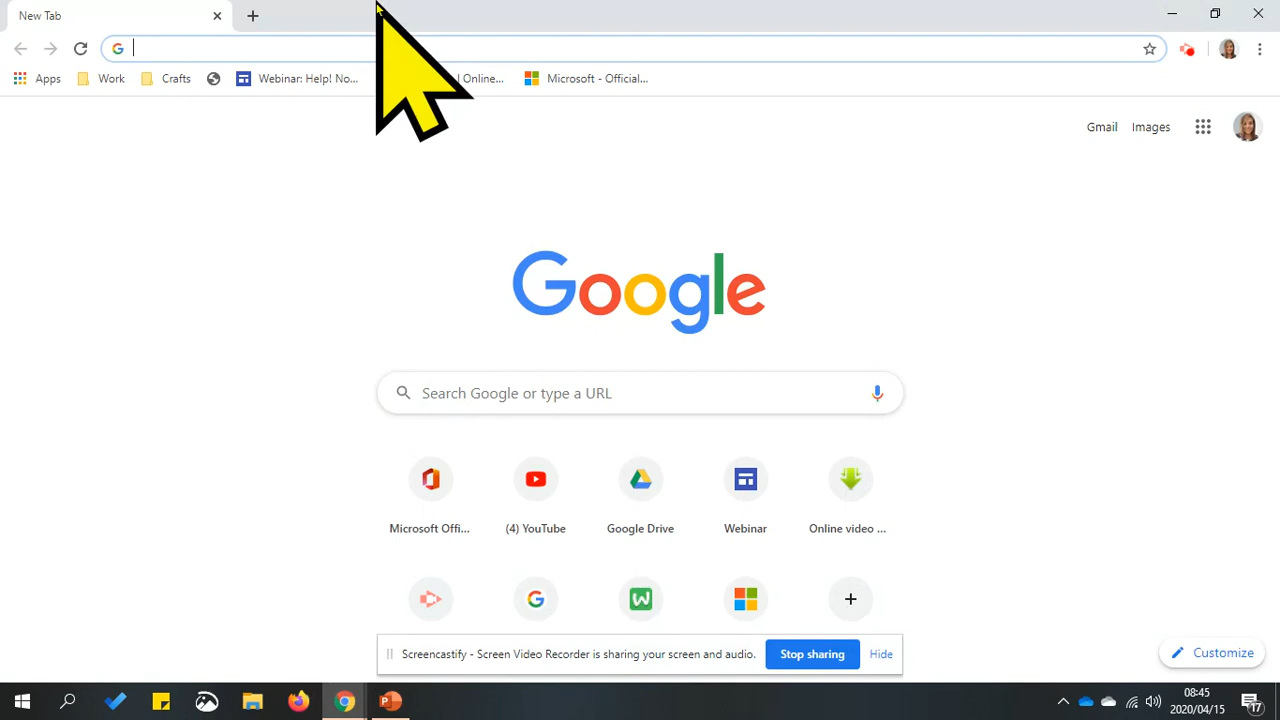 New Tab
Apps Work Crafts Webinar: Help! No... | Online... Microsoft - Official...
Gmail Images
Google
Search Google or type a URL
Microsoft Offi... (4) YouTube Google Drive Webinar Online video ...
Screencastify - Screen Video Recorder is sharing your screen and audio. Stop sharing Hide
Customize
08:45
2020/04/15
17